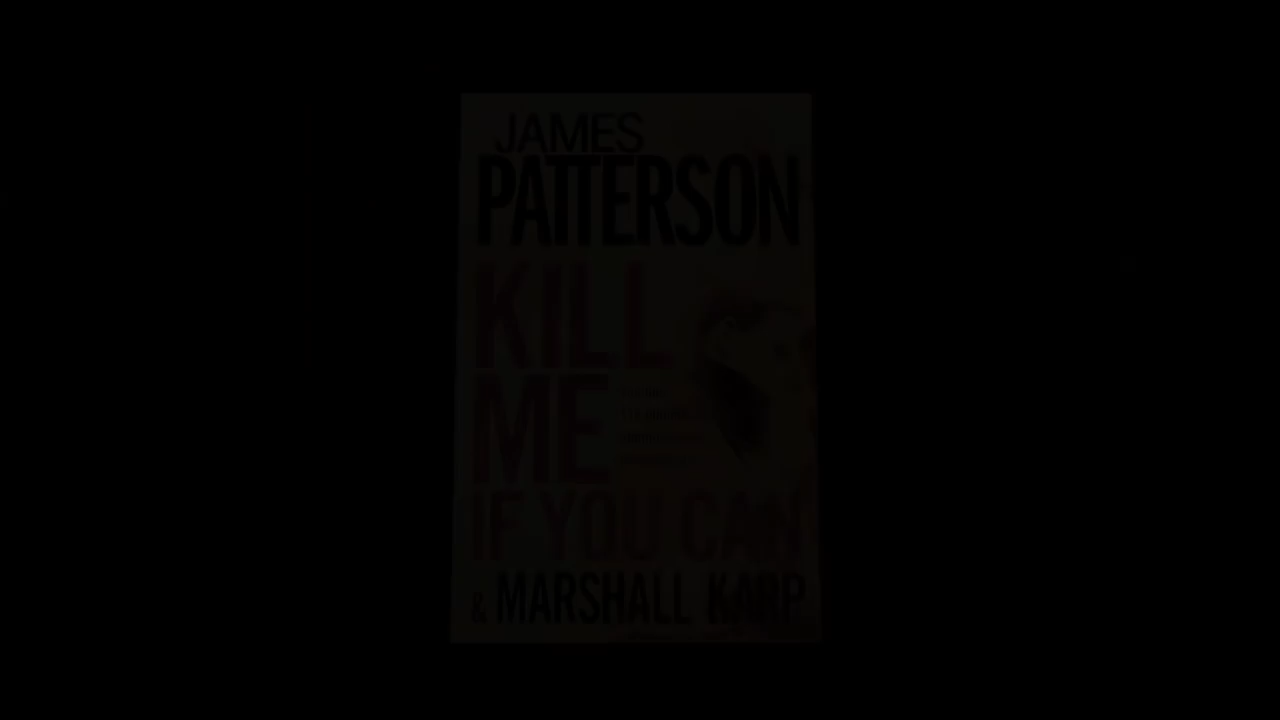 JAMES
PATTERSON
KILL
ME
IF YOU CAN
& MARSHALL KARP